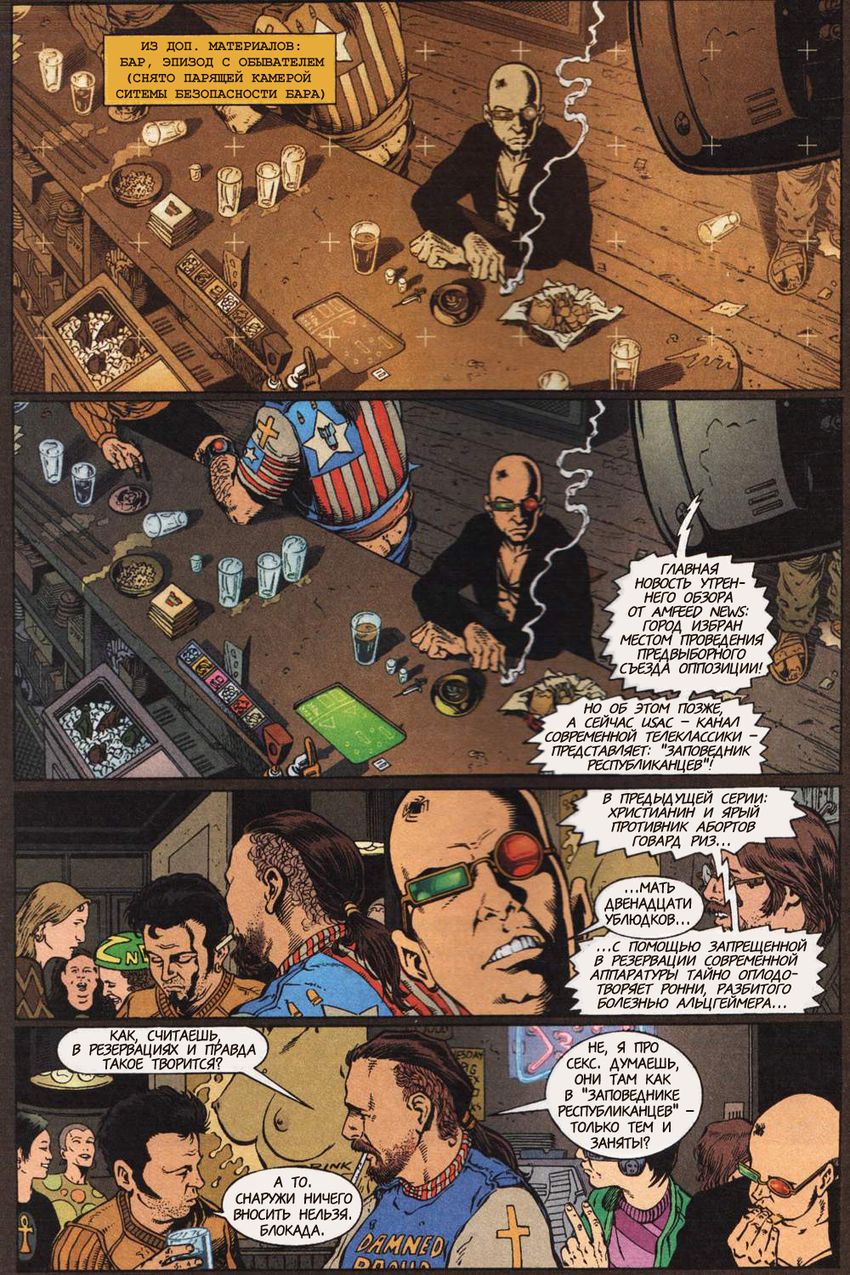 ИЗ ДОП. МАТЕРИАЛОВ:
БАР, ЭПИЗОД С ОБЫВАТЕЛЕМ
(СНЯТО ПАРЯЩЕЙ КАМЕРОЙ
СИТЕМЫ БЕЗОПАСНОСТИ БАРА)
ГЛАВНАЯ
НОВОСТЬ УТРЕН-
НЕГО ОБЗОРА
ОТ AMFEED NEWS:
ГОРОД ИЗБРАН
МЕСТОМ ПРОВЕДЕНИЯ
ПРЕДВЫБОРНОГО
СЪЕЗДА ОППОЗИЦИИ!
НО ОБ ЭТОМ ПОЗЖЕ,
А СЕЙЧАС USAC – КАНАЛ
СОВРЕМЕННОЙ ТЕЛЕКЛАССИКИ –
ПРЕДСТАВЛЯЕТ: "ЗАПОВЕДНИК
РЕСПУБЛИКАНЦЕВ"!
В ПРЕДЫДУЩЕЙ СЕРИИ:
ХРИСТИАНИН И ЯРЫЙ
ПРОТИВНИК АБОРТОВ
ГОВАРД РИЗ...
...МАТЬ
ДВЕНАДЦАТИ
УБЛЮДКОВ...
...С ПОМОЩЬЮ ЗАПРЕЩЕННОЙ
В РЕЗЕРВАЦИИ СОВРЕМЕННОЙ
АППАРАТУРЫ ТАЙНО ОПЛОДО-
ТВОРЯЕТ РОННИ, РАЗБИТОГО
БОЛЕЗНЬЮ АЛЬЦГЕЙМЕРА...
КАК, СЧИТАЕШЬ,
В РЕЗЕРВАЦИЯХ И ПРАВДА
ТАКОЕ ТВОРИТСЯ?
А ТО.
СНАРУЖИ НИЧЕГО
ВНОСИТЬ НЕЛЬЗЯ.
БЛОКАДА.
НЕ, Я ПРО
СЕКС. ДУМАЕШЬ,
ОНИ ТАМ КАК
В "ЗАПОВЕДНИКЕ
РЕСПУБЛИКАНЦЕВ" –
ТОЛЬКО ТЕМ И
ЗАНЯТЫ?
DRINK
DAMNED
PROUD